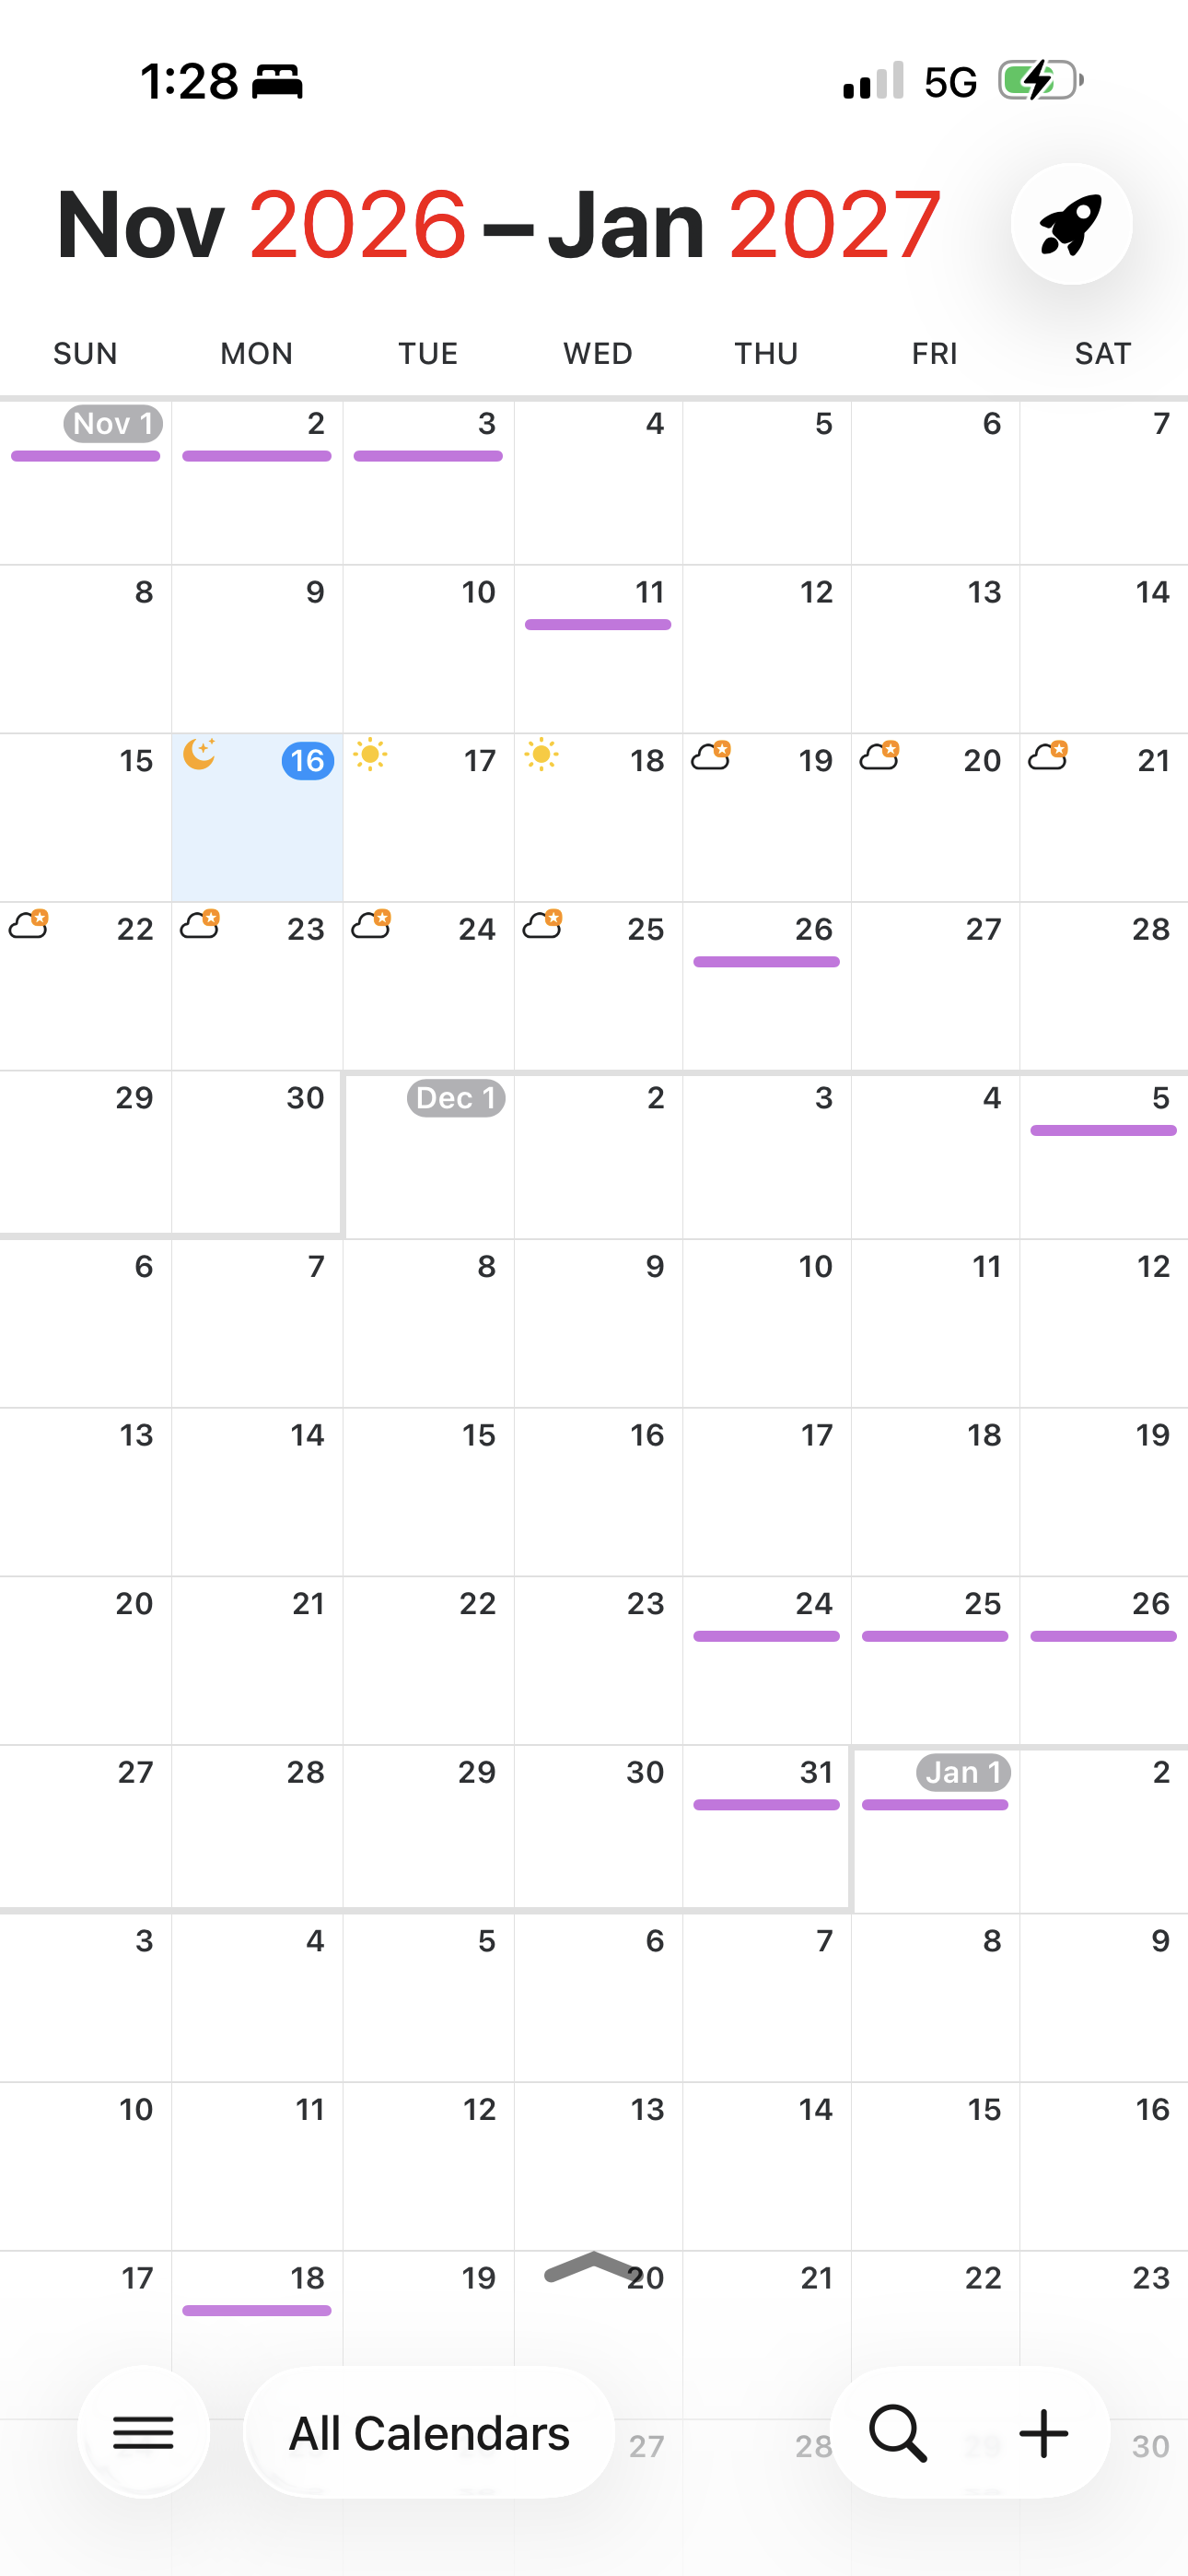 1:28 5G
Nov 2026 – Jan 2027
SUN MON TUE WED THU FRI SAT
Nov 1 2 3 4 5 6 7
8 9 10 11 12 13 14
15 16 17 18 19 20 21
22 23 24 25 26 27 28
29 30 Dec 1 2 3 4 5
6 7 8 9 10 11 12
13 14 15 16 17 18 19
20 21 22 23 24 25 26
27 28 29 30 31 Jan 1 2
3 4 5 6 7 8 9
10 11 12 13 14 15 16
17 18 19 20 21 22 23
27 28 29 30
All Calendars